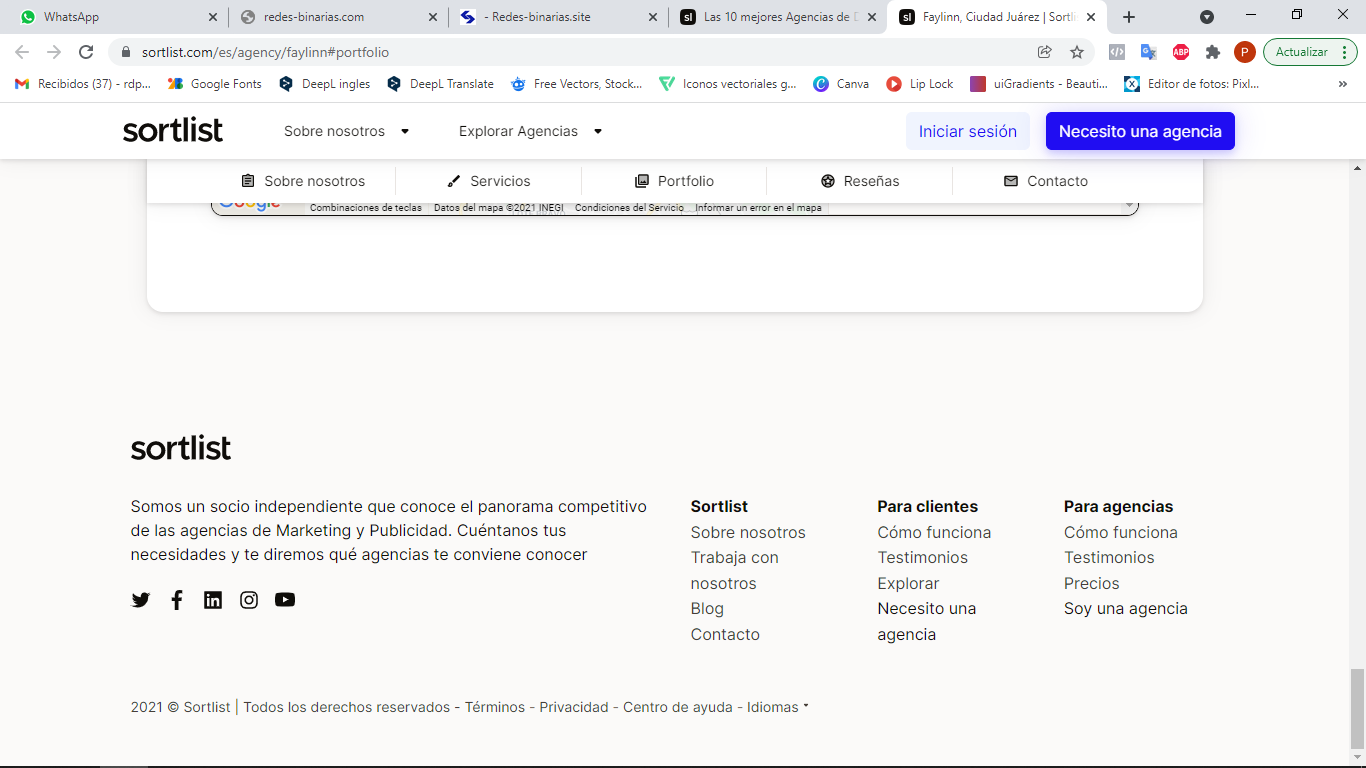 WhatsApp
redes-binarias.com
- Redes-binarias.site
Las 10 mejores Agencias de
Faylinn, Ciudad Juárez | Sortli
sortlist.com/es/agency/faylinn#portfolio
ABP
P
Actualizar
Recibidos (37) - rdp...
Google Fonts
DeepL ingles
DeepL Translate
Free Vectors, Stock...
Iconos vectoriales g...
Canva
Lip Lock
uiGradients - Beauti...
Editor de fotos: Pixl...
sortlist
Sobre nosotros
Explorar Agencias
Iniciar sesión
Necesito una agencia
Sobre nosotros
Servicios
Portfolio
Reseñas
Contacto
Google
Combinaciones de teclas
Datos del mapa ©2021 INEGI
Condiciones del Servicio
Informar un error en el mapa
sortlist
Somos un socio independiente que conoce el panorama competitivo
de las agencias de Marketing y Publicidad. Cuéntanos tus
necesidades y te diremos qué agencias te conviene conocer
Sortlist
Sobre nosotros
Trabaja con
nosotros
Blog
Contacto
Para clientes
Cómo funciona
Testimonios
Explorar
Necesito una
agencia
Para agencias
Cómo funciona
Testimonios
Precios
Soy una agencia
2021 © Sortlist | Todos los derechos reservados - Términos - Privacidad - Centro de ayuda - Idiomas